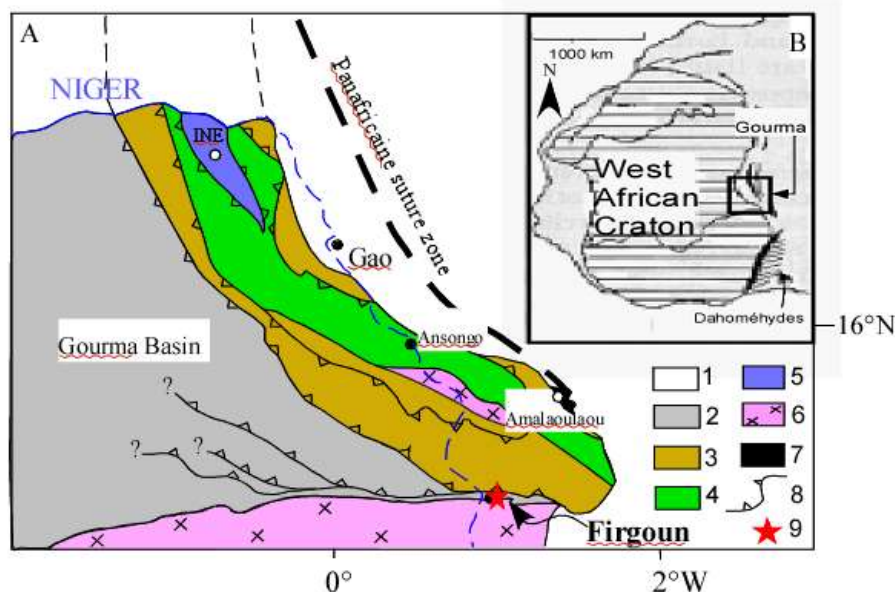 A
NIGER
INE
Panafricaine suture zone
Gao
Gourma Basin
Ansongo
Amalaoulaou
?
?
?
Firgoun
0°
2°W
16°N
B
1000 km
N
Gourma
West
African
Craton
Dahoméhydes
1
2
3
4
5
6
7
8
9